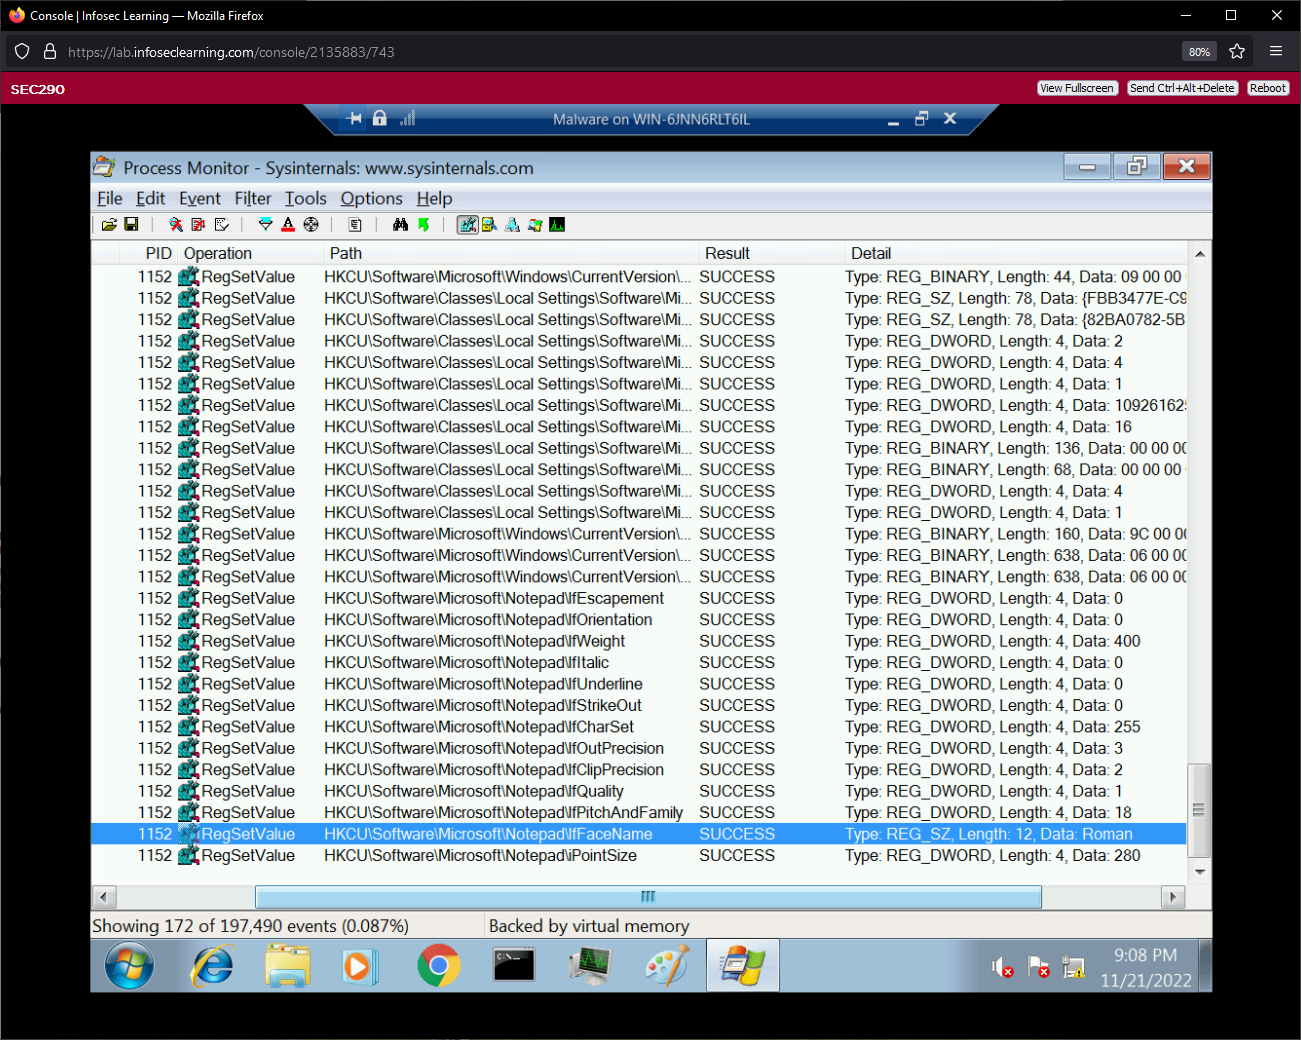 Console | Infosec Learning — Mozilla Firefox
https://lab.infoseclearning.com/console/2135883/743
80%
SEC290
View Fullscreen
Send Ctrl+Alt+Delete
Reboot
Malware on WIN-6JNN6RLT6IL
Process Monitor - Sysinternals: www.sysinternals.com
File Edit Event Filter Tools Options Help
PID Operation Path Result Detail
1152 RegSetValue HKCU\Software\Microsoft\Windows\CurrentVersion\... SUCCESS Type: REG_BINARY, Length: 44, Data: 09 00 00
1152 RegSetValue HKCU\Software\Classes\Local Settings\Software\Mi... SUCCESS Type: REG_SZ, Length: 78, Data: {FBB3477E-C9
1152 RegSetValue HKCU\Software\Classes\Local Settings\Software\Mi... SUCCESS Type: REG_SZ, Length: 78, Data: {82BA0782-5B
1152 RegSetValue HKCU\Software\Classes\Local Settings\Software\Mi... SUCCESS Type: REG_DWORD, Length: 4, Data: 2
1152 RegSetValue HKCU\Software\Classes\Local Settings\Software\Mi... SUCCESS Type: REG_DWORD, Length: 4, Data: 4
1152 RegSetValue HKCU\Software\Classes\Local Settings\Software\Mi... SUCCESS Type: REG_DWORD, Length: 4, Data: 1
1152 RegSetValue HKCU\Software\Classes\Local Settings\Software\Mi... SUCCESS Type: REG_DWORD, Length: 4, Data: 109261625
1152 RegSetValue HKCU\Software\Classes\Local Settings\Software\Mi... SUCCESS Type: REG_DWORD, Length: 4, Data: 16
1152 RegSetValue HKCU\Software\Classes\Local Settings\Software\Mi... SUCCESS Type: REG_BINARY, Length: 136, Data: 00 00 00
1152 RegSetValue HKCU\Software\Classes\Local Settings\Software\Mi... SUCCESS Type: REG_BINARY, Length: 68, Data: 00 00 00
1152 RegSetValue HKCU\Software\Classes\Local Settings\Software\Mi... SUCCESS Type: REG_DWORD, Length: 4, Data: 4
1152 RegSetValue HKCU\Software\Classes\Local Settings\Software\Mi... SUCCESS Type: REG_DWORD, Length: 4, Data: 1
1152 RegSetValue HKCU\Software\Microsoft\Windows\CurrentVersion\... SUCCESS Type: REG_BINARY, Length: 160, Data: 9C 00 00
1152 RegSetValue HKCU\Software\Microsoft\Windows\CurrentVersion\... SUCCESS Type: REG_BINARY, Length: 638, Data: 06 00 00
1152 RegSetValue HKCU\Software\Microsoft\Windows\CurrentVersion\... SUCCESS Type: REG_BINARY, Length: 638, Data: 06 00 00
1152 RegSetValue HKCU\Software\Microsoft\Notepad\lfEscapement SUCCESS Type: REG_DWORD, Length: 4, Data: 0
1152 RegSetValue HKCU\Software\Microsoft\Notepad\lfOrientation SUCCESS Type: REG_DWORD, Length: 4, Data: 0
1152 RegSetValue HKCU\Software\Microsoft\Notepad\lfWeight SUCCESS Type: REG_DWORD, Length: 4, Data: 400
1152 RegSetValue HKCU\Software\Microsoft\Notepad\lfItalic SUCCESS Type: REG_DWORD, Length: 4, Data: 0
1152 RegSetValue HKCU\Software\Microsoft\Notepad\lfUnderline SUCCESS Type: REG_DWORD, Length: 4, Data: 0
1152 RegSetValue HKCU\Software\Microsoft\Notepad\lfStrikeOut SUCCESS Type: REG_DWORD, Length: 4, Data: 0
1152 RegSetValue HKCU\Software\Microsoft\Notepad\lfCharSet SUCCESS Type: REG_DWORD, Length: 4, Data: 255
1152 RegSetValue HKCU\Software\Microsoft\Notepad\lfOutPrecision SUCCESS Type: REG_DWORD, Length: 4, Data: 3
1152 RegSetValue HKCU\Software\Microsoft\Notepad\lfClipPrecision SUCCESS Type: REG_DWORD, Length: 4, Data: 2
1152 RegSetValue HKCU\Software\Microsoft\Notepad\lfQuality SUCCESS Type: REG_DWORD, Length: 4, Data: 1
1152 RegSetValue HKCU\Software\Microsoft\Notepad\lfPitchAndFamily SUCCESS Type: REG_DWORD, Length: 4, Data: 18
1152 RegSetValue HKCU\Software\Microsoft\Notepad\lfFaceName SUCCESS Type: REG_SZ, Length: 12, Data: Roman
1152 RegSetValue HKCU\Software\Microsoft\Notepad\iPointSize SUCCESS Type: REG_DWORD, Length: 4, Data: 280
Showing 172 of 197,490 events (0.087%) Backed by virtual memory
9:08 PM
11/21/2022